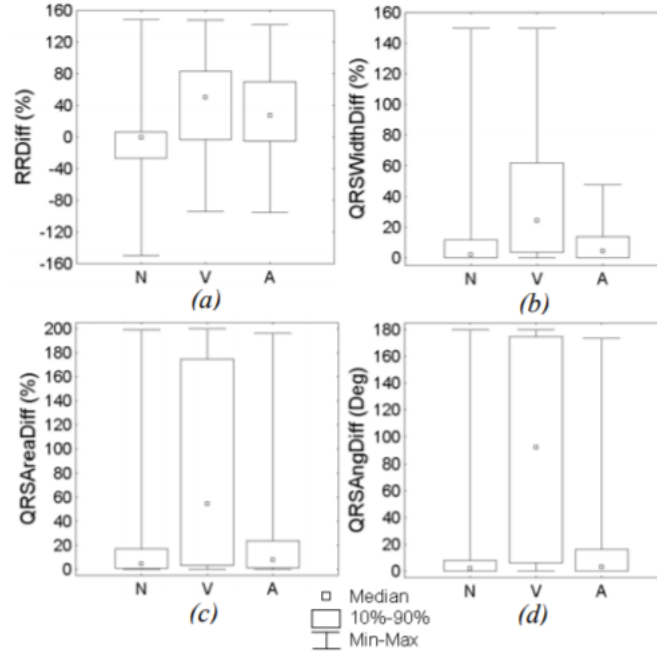 160
120
80
40
0
-40
-80
-120
-160
RRDiff (%)
N V A
(a)
160
140
120
100
80
60
40
20
0
QRSWidthDiff (%)
N V A
(b)
200
180
160
140
120
100
80
60
40
20
0
QRSAreaDiff (%)
N V A
(c)
180
160
140
120
100
80
60
40
20
0
QRSAngDiff (Deg)
N V A
(d)
Median
10%-90%
Min-Max